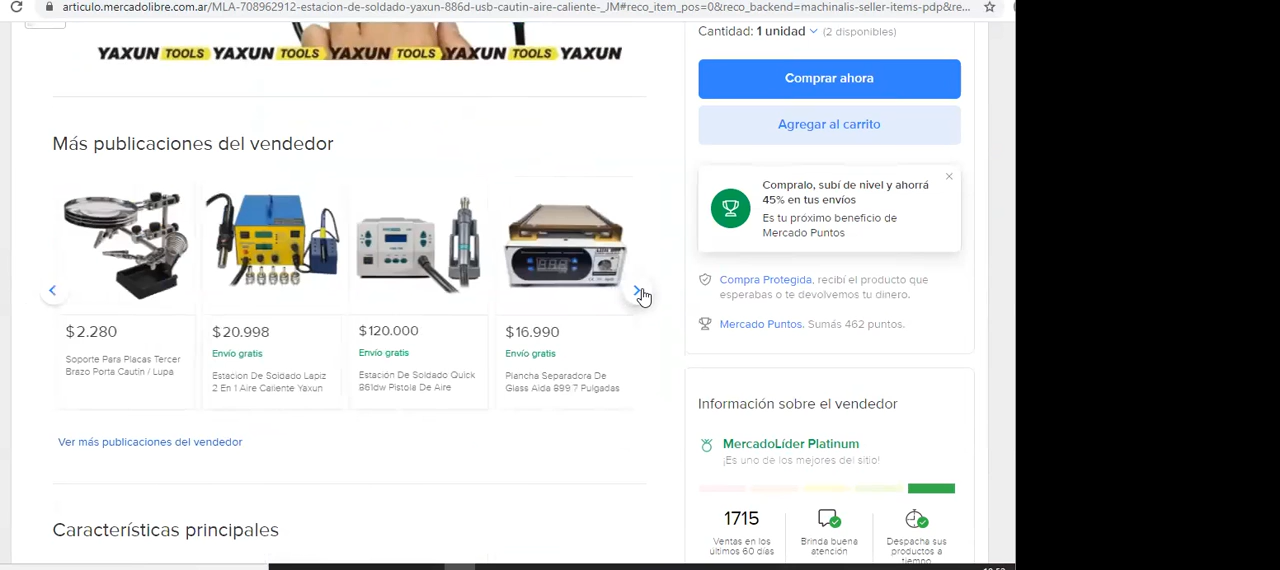 articulo.mercadolibre.com.ar/MLA-708962912-estacion-de-soldado-yaxun-886d-usb-cautin-aire-caliente-_JM#reco_item_pos=0&reco_backend=machinalis-seller-items-pdp&re...
YAXUN TOOLS YAXUN TOOLS YAXUN TOOLS YAXUN TOOLS YAXUN
Cantidad: 1 unidad (2 disponibles)
Comprar ahora
Agregar al carrito
Compralo, subí de nivel y ahorrá
45% en tus envíos
Es tu próximo beneficio de
Mercado Puntos
Compra Protegida, recibí el producto que
esperabas o te devolvemos tu dinero.
Mercado Puntos. Sumás 462 puntos.
Más publicaciones del vendedor
$ 2.280
Soporte Para Placas Tercer
Brazo Porta Cautin / Lupa
$ 20.998
Envío gratis
Estacion De Soldado Lapiz
2 En 1 Aire Caliente Yaxun
$ 120.000
Envío gratis
Estación De Soldado Quick
861dw Pistola De Aire
$ 16.990
Envío gratis
Plancha Separadora De
Glass Aida 899 7 Pulgadas
Ver más publicaciones del vendedor
Características principales
Información sobre el vendedor
MercadoLíder Platinum
¡Es uno de los mejores del sitio!
1715
Ventas en los
últimos 60 días
Brinda buena
atención
Despacha sus
productos a
tiempo